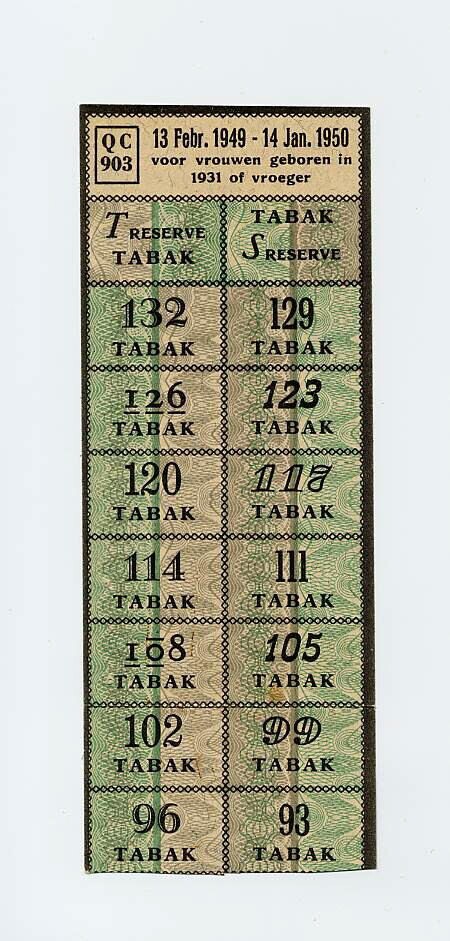 QC
903
13 Febr. 1949 - 14 Jan. 1950
voor vrouwen geboren in
1931 of vroeger
T RESERVE
TABAK
TABAK
S RESERVE
132
TABAK
129
TABAK
126
TABAK
123
TABAK
120
TABAK
117
TABAK
114
TABAK
111
TABAK
108
TABAK
105
TABAK
102
TABAK
99
TABAK
96
TABAK
93
TABAK